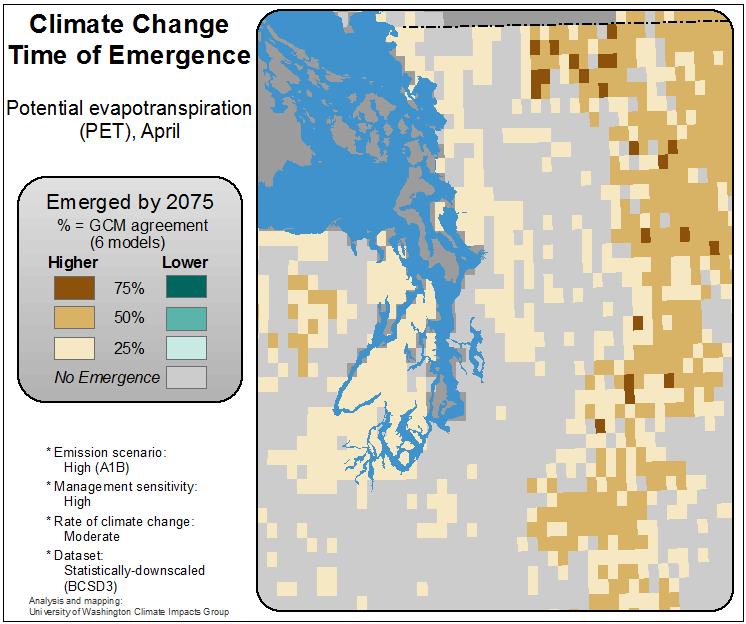 Climate Change
Time of Emergence
Potential evapotranspiration
(PET), April
Emerged by 2075
% = GCM agreement
(6 models)
Higher Lower
75%
50%
25%
No Emergence
* Emission scenario:
High (A1B)
* Management sensitivity:
High
* Rate of climate change:
Moderate
* Dataset:
Statistically-downscaled
(BCSD3)
Analysis and mapping:
University of Washington Climate Impacts Group